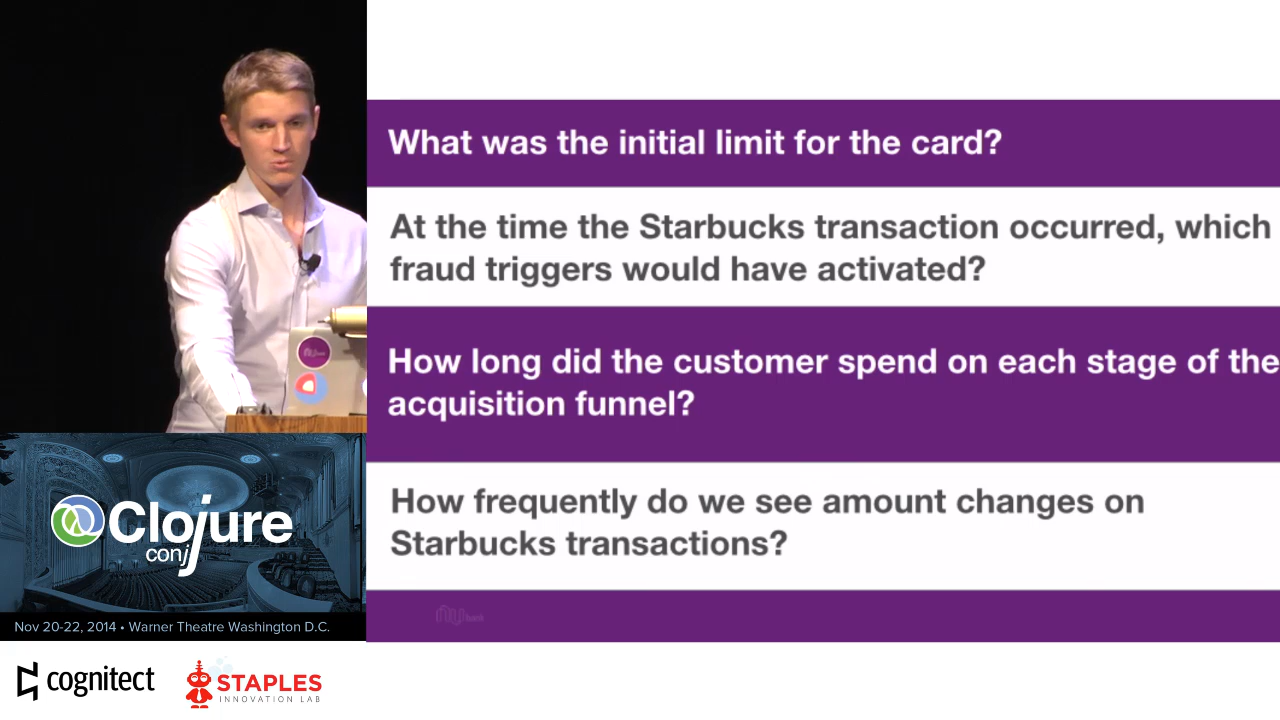 What was the initial limit for the card?
At the time the Starbucks transaction occurred, which
fraud triggers would have activated?
How long did the customer spend on each stage of the
acquisition funnel?
How frequently do we see amount changes on
Starbucks transactions?
nu bank
Clojure
conj
Nov 20-22, 2014 • Warner Theatre Washington D.C.
cognitect
STAPLES
INNOVATION LAB